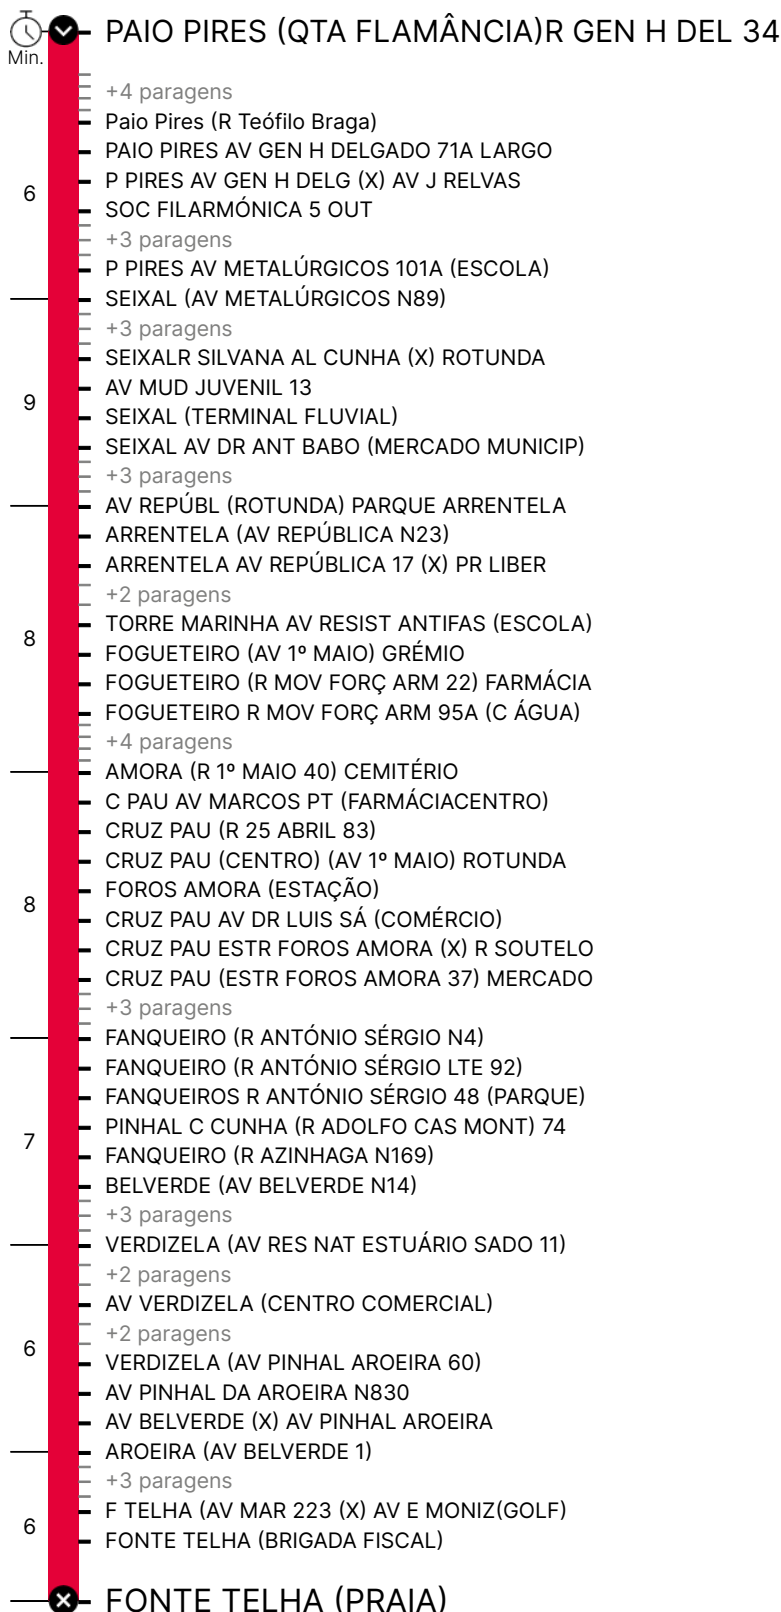 PAIO PIRES (QTA FLAMÂNCIA)R GEN H DEL 34
Min.
+4 paragens
Paio Pires (R Teófilo Braga)
PAIO PIRES AV GEN H DELGADO 71A LARGO
P PIRES AV GEN H DELG (X) AV J RELVAS
6
SOC FILARMÓNICA 5 OUT
+3 paragens
P PIRES AV METALÚRGICOS 101A (ESCOLA)
SEIXAL (AV METALÚRGICOS N89)
+3 paragens
SEIXALR SILVANA AL CUNHA (X) ROTUNDA
AV MUD JUVENIL 13
9
SEIXAL (TERMINAL FLUVIAL)
SEIXAL AV DR ANT BABO (MERCADO MUNICIP)
+3 paragens
AV REPÚBL (ROTUNDA) PARQUE ARRENTELA
ARRENTELA (AV REPÚBLICA N23)
ARRENTELA AV REPÚBLICA 17 (X) PR LIBER
+2 paragens
TORRE MARINHA AV RESIST ANTIFAS (ESCOLA)
8
FOGUETEIRO (AV 1º MAIO) GRÉMIO
FOGUETEIRO (R MOV FORÇ ARM 22) FARMÁCIA
FOGUETEIRO R MOV FORÇ ARM 95A (C ÁGUA)
+4 paragens
AMORA (R 1º MAIO 40) CEMITÉRIO
C PAU AV MARCOS PT (FARMÁCIACENTRO)
CRUZ PAU (R 25 ABRIL 83)
CRUZ PAU (CENTRO) (AV 1º MAIO) ROTUNDA
FOROS AMORA (ESTAÇÃO)
8
CRUZ PAU AV DR LUIS SÁ (COMÉRCIO)
CRUZ PAU ESTR FOROS AMORA (X) R SOUTELO
CRUZ PAU (ESTR FOROS AMORA 37) MERCADO
+3 paragens
FANQUEIRO (R ANTÓNIO SÉRGIO N4)
FANQUEIRO (R ANTÓNIO SÉRGIO LTE 92)
FANQUEIROS R ANTÓNIO SÉRGIO 48 (PARQUE)
PINHAL C CUNHA (R ADOLFO CAS MONT) 74
7
FANQUEIRO (R AZINHAGA N169)
BELVERDE (AV BELVERDE N14)
+3 paragens
VERDIZELA (AV RES NAT ESTUÁRIO SADO 11)
+2 paragens
AV VERDIZELA (CENTRO COMERCIAL)
+2 paragens
6
VERDIZELA (AV PINHAL AROEIRA 60)
AV PINHAL DA AROEIRA N830
AV BELVERDE (X) AV PINHAL AROEIRA
AROEIRA (AV BELVERDE 1)
+3 paragens
F TELHA (AV MAR 223 (X) AV E MONIZ(GOLF)
6
FONTE TELHA (BRIGADA FISCAL)
FONTE TELHA (PRAIA)